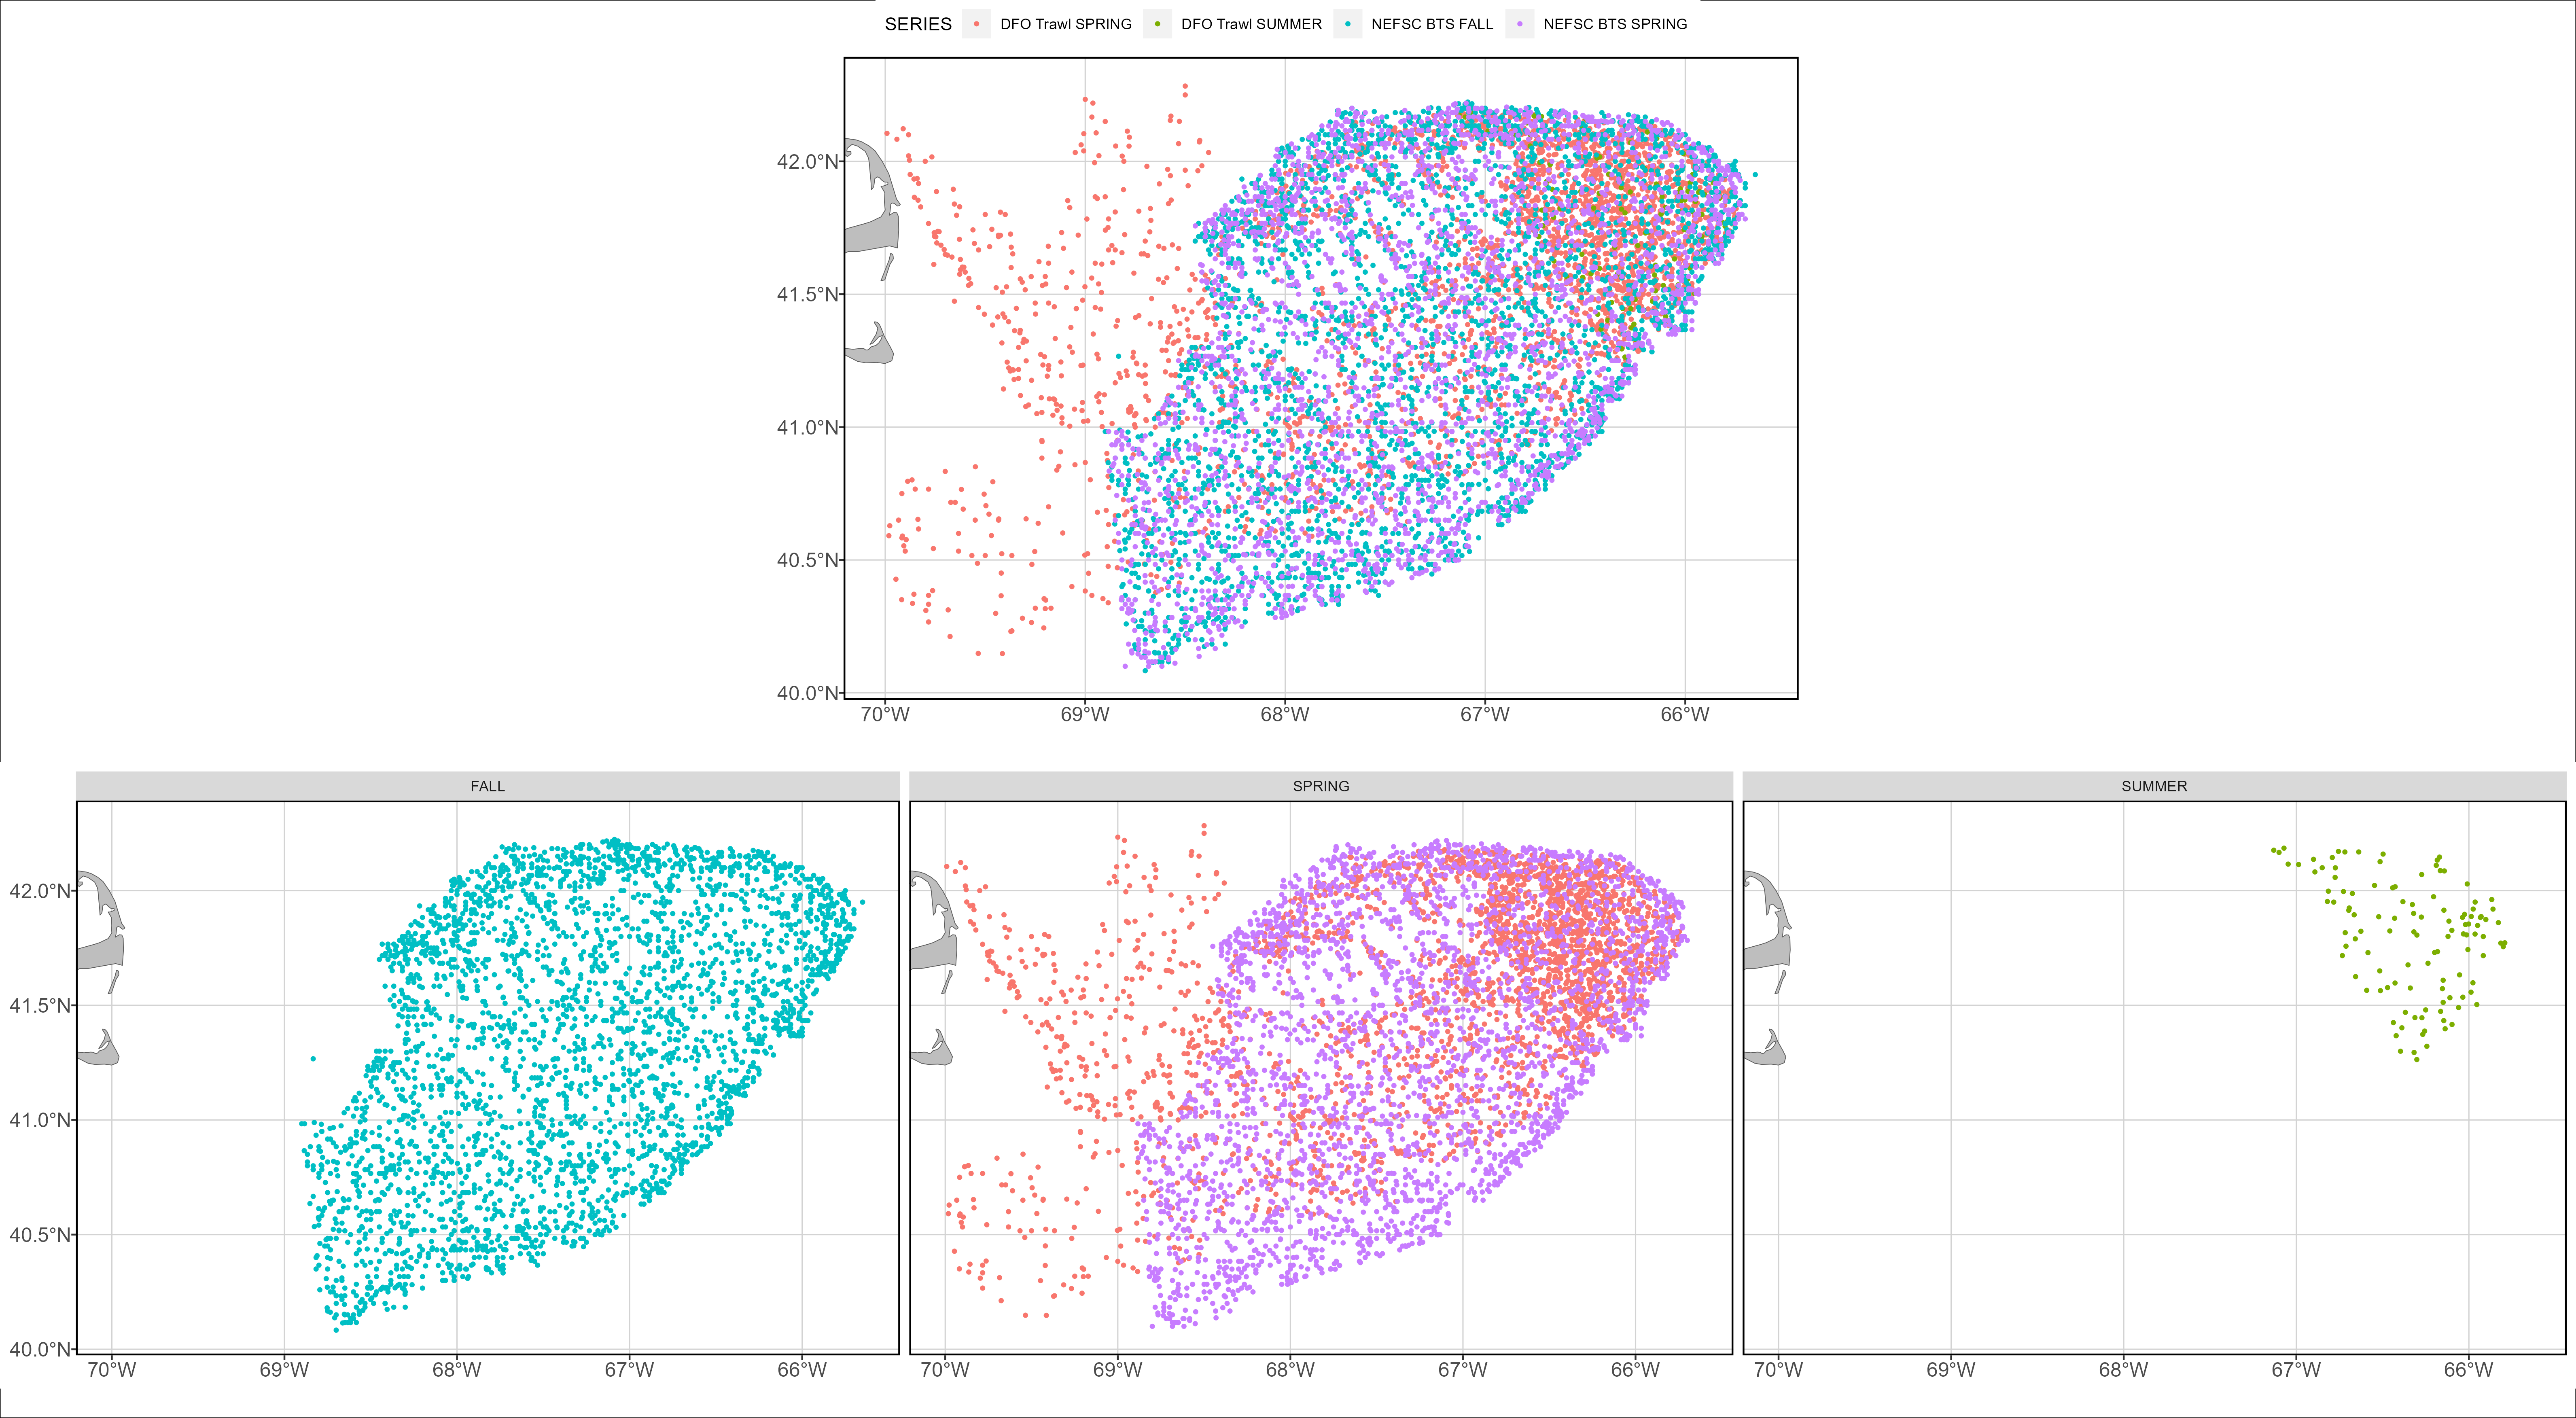 SERIES DFO Trawl SPRING DFO Trawl SUMMER NEFSC BTS FALL NEFSC BTS SPRING
42.0°N
41.5°N
41.0°N
40.5°N
40.0°N
70°W 69°W 68°W 67°W 66°W
FALL SPRING SUMMER
42.0°N
41.5°N
41.0°N
40.5°N
40.0°N
70°W 69°W 68°W 67°W 66°W 70°W 69°W 68°W 67°W 66°W 70°W 69°W 68°W 67°W 66°W